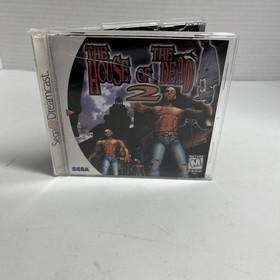 Sega Dreamcast.
THE THE
HOUSE OF DEAD
2
SEGA
M